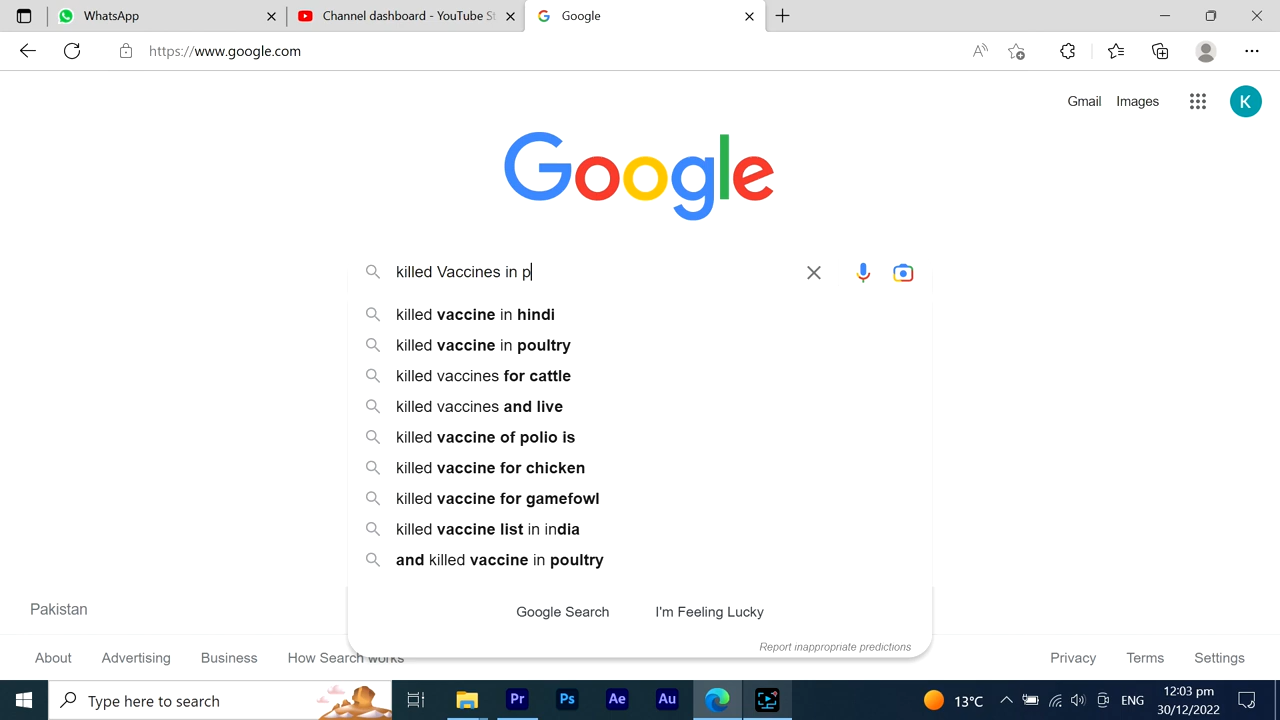 WhatsApp
Channel dashboard - YouTube St
Google
https://www.google.com
Gmail Images
K
Google
killed Vaccines in p
killed vaccine in hindi
killed vaccine in poultry
killed vaccines for cattle
killed vaccines and live
killed vaccine of polio is
killed vaccine for chicken
killed vaccine for gamefowl
killed vaccine list in india
and killed vaccine in poultry
Google Search I'm Feeling Lucky
Report inappropriate predictions
Pakistan
About Advertising Business How Search works Privacy Terms Settings
Type here to search
Pr Ps Ae Au
13°C ENG
12:03 pm
30/12/2022